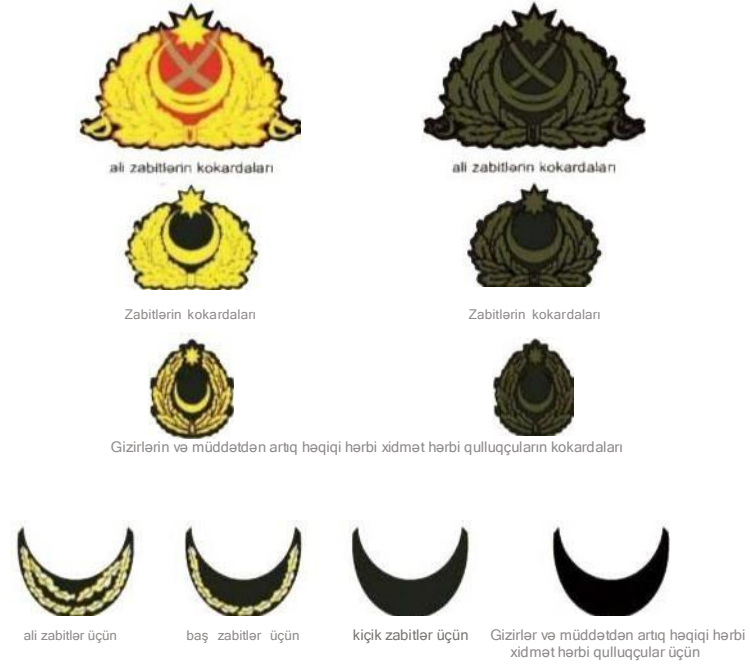 ali zabitlərin kokardaları
ali zabitlərin kokardaları
Zabitlərin kokardaları
Zabitlərin kokardaları
Gizirlərin və müddətdən artıq həqiqi hərbi xidmət hərbi qulluqçuların kokardaları
ali zabitlər üçün
baş zabitlər üçün
kiçik zabitlər üçün
Gizirlər və müddətdən artıq həqiqi hərbi
xidmət hərbi qulluqçular üçün